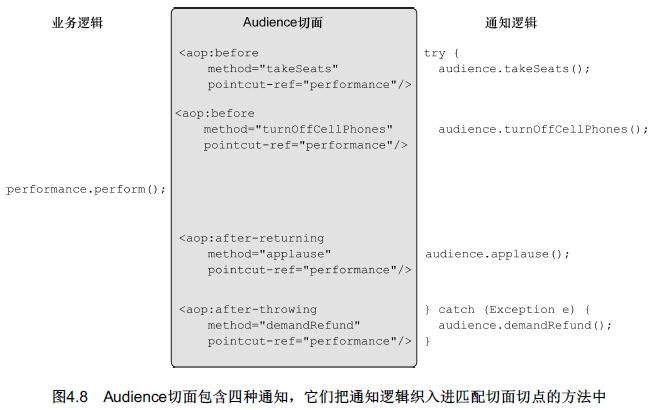 业务逻辑 Audience切面 通知逻辑
<aop:before try {
method="takeSeats" audience.takeSeats();
pointcut-ref="performance"/>
<aop:before
method="turnOffCellPhones" audience.turnOffCellPhones();
pointcut-ref="performance"/>
performance.perform();
<aop:after-returning
method="applause" audience.applause();
pointcut-ref="performance"/>
<aop:after-throwing } catch (Exception e) {
method="demandRefund" audience.demandRefund();
pointcut-ref="performance"/> }
图4.8 Audience切面包含四种通知，它们把通知逻辑织入进匹配切面切点的方法中